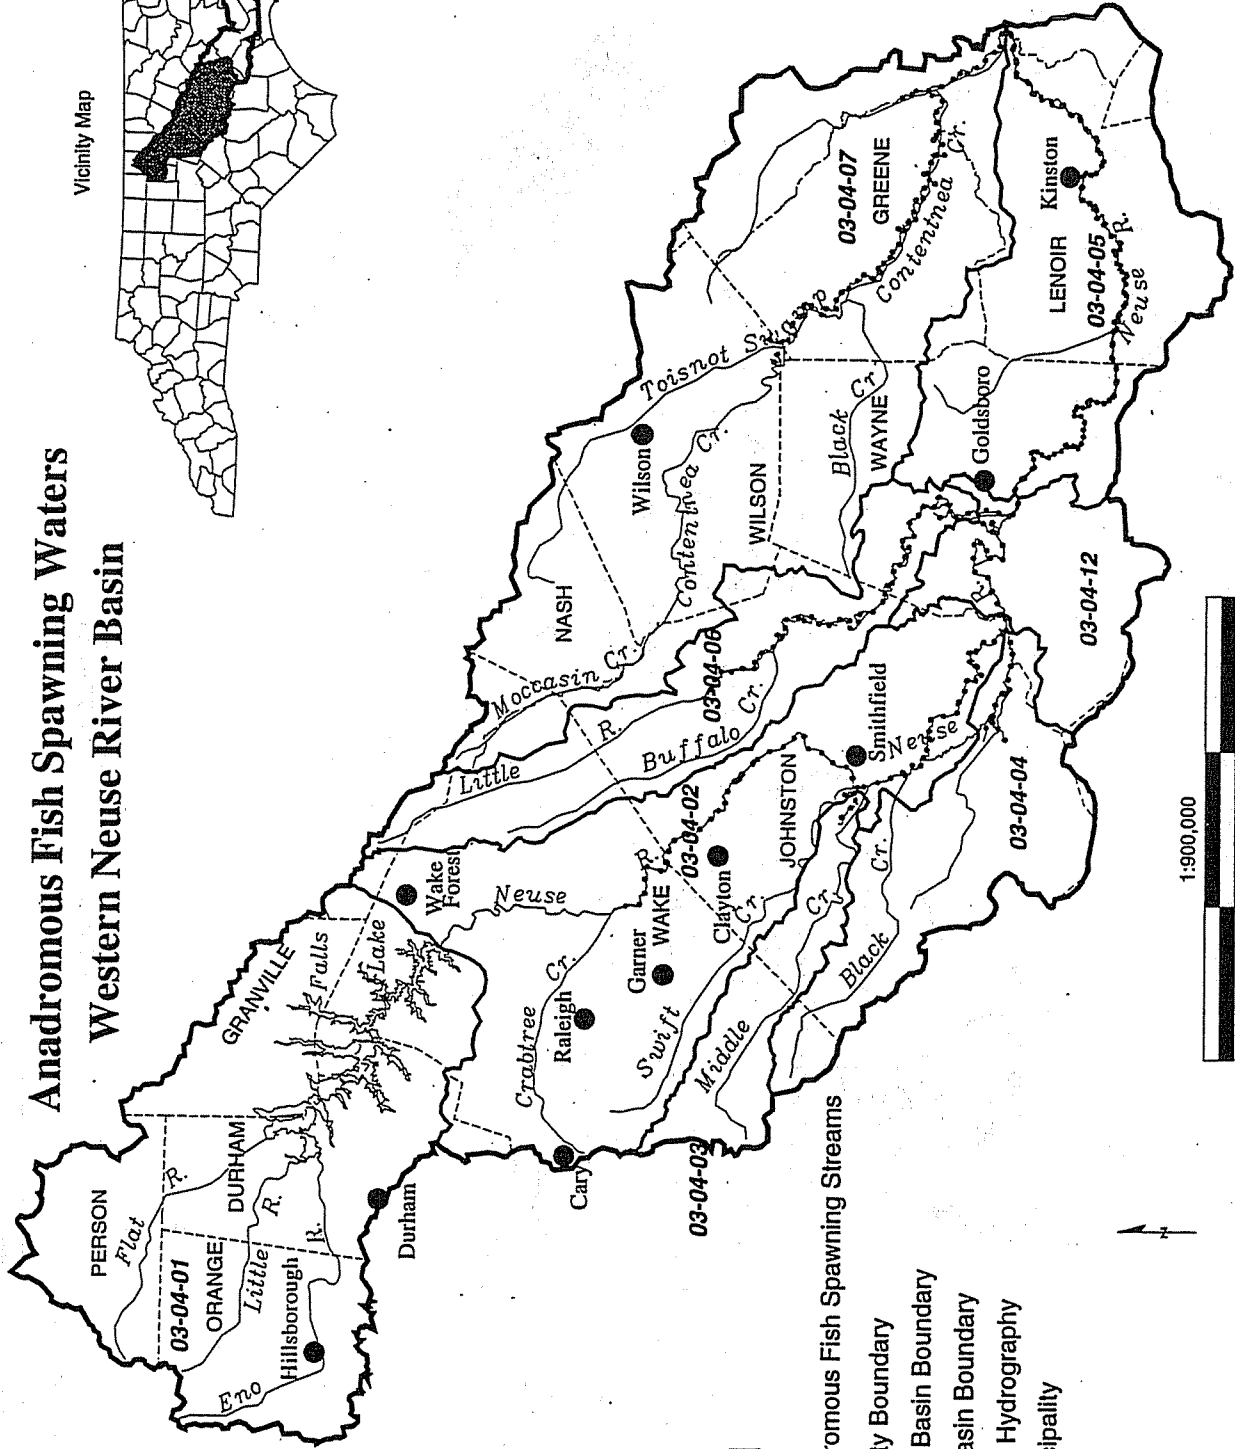 Anadromous Fish Spawning Waters
Western Neuse River Basin
Vicinity Map
PERSON
Flat R.
03-04-01
ORANGE
DURHAM
Little R.
Hillsborough
Eno R.
Durham
GRANVILLE
Falls Lake
Wake Forest
Neuse R.
Crabtree Cr.
Raleigh
Cary
Garner
WAKE
Clayton
03-04-02
Swift Cr.
Middle Cr.
Black Cr.
03-04-03
JOHNSTON
Smithfield
Neuse R.
03-04-04
Little R.
Buffalo Cr.
03-04-06
Moccasin Cr.
NASH
Contentnea Cr.
Wilson
WILSON
Toisnot Swamp
Black Cr
WAYNE
Goldsboro
03-04-12
03-04-07
GREENE
Contentnea Cr.
LENOIR
Kinston
03-04-05
Neuse R.
romous Fish Spawning Streams
ty Boundary
Basin Boundary
asin Boundary
Hydrography
ipality
N
1:900,000